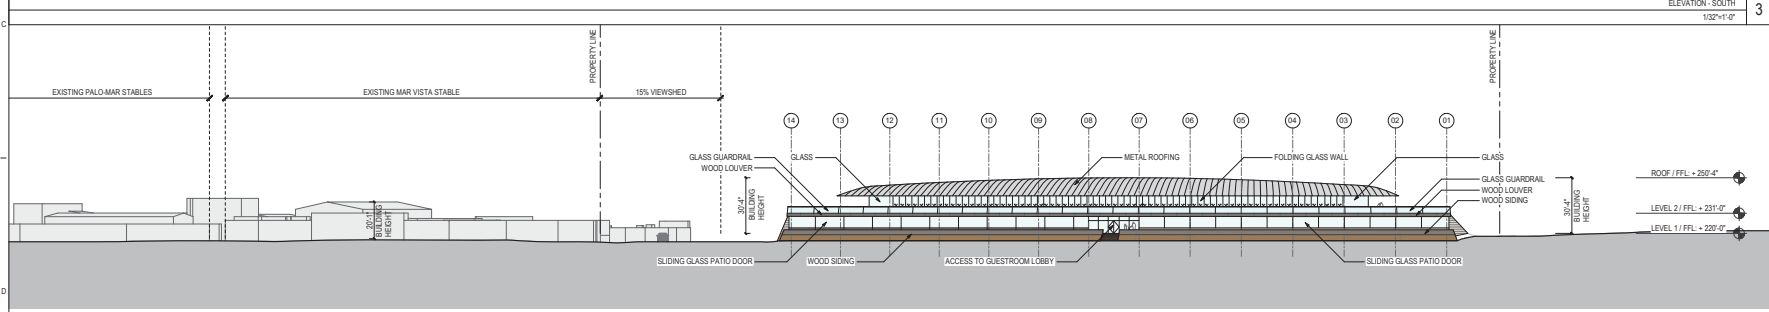 ELEVATION - SOUTH
1/32"=1'-0"
3
C
PROPERTY LINE
PROPERTY LINE
EXISTING PALO-MAR STABLES
EXISTING MAR VISTA STABLE
15% VIEWSHED
14 13 12 11 10 09 08 07 06 05 04 03 02 01
GLASS GUARDRAIL
GLASS
METAL ROOFING
FOLDING GLASS WALL
GLASS
WOOD LOUVER
ROOF / FFL: + 250'-4"
GLASS GUARDRAIL
WOOD LOUVER
WOOD SIDING
30'-4"
BUILDING
HEIGHT
30'-4"
BUILDING
HEIGHT
20'-1"
BUILDING
HEIGHT
LEVEL 2 / FFL: + 231'-0"
LEVEL 1 / FFL: + 220'-0"
SLIDING GLASS PATIO DOOR
WOOD SIDING
ACCESS TO GUESTROOM LOBBY
SLIDING GLASS PATIO DOOR
D